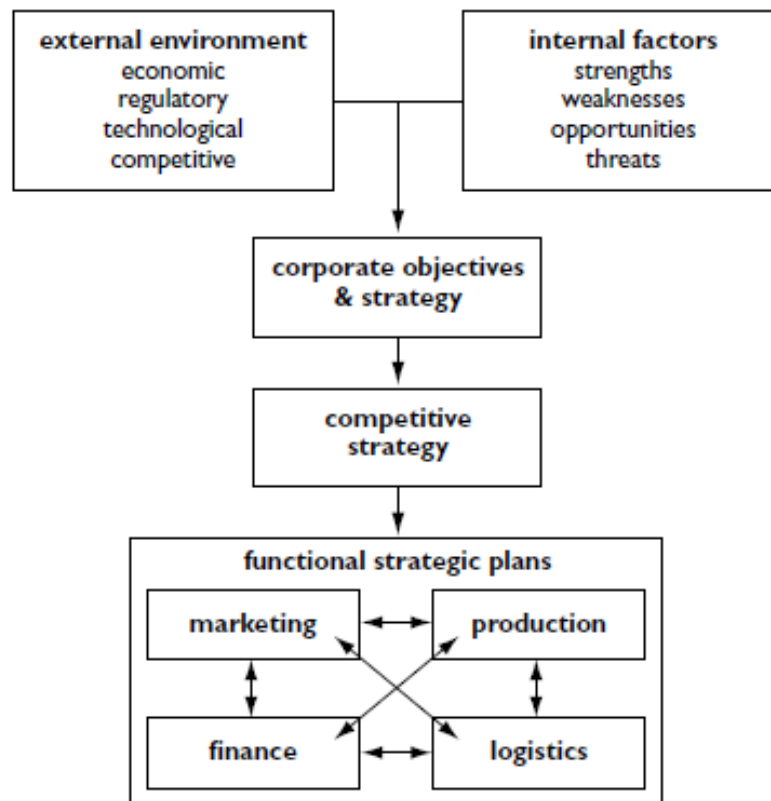 external environment
economic
regulatory
technological
competitive
internal factors
strengths
weaknesses
opportunities
threats
corporate objectives
& strategy
competitive
strategy
functional strategic plans
marketing
production
finance
logistics